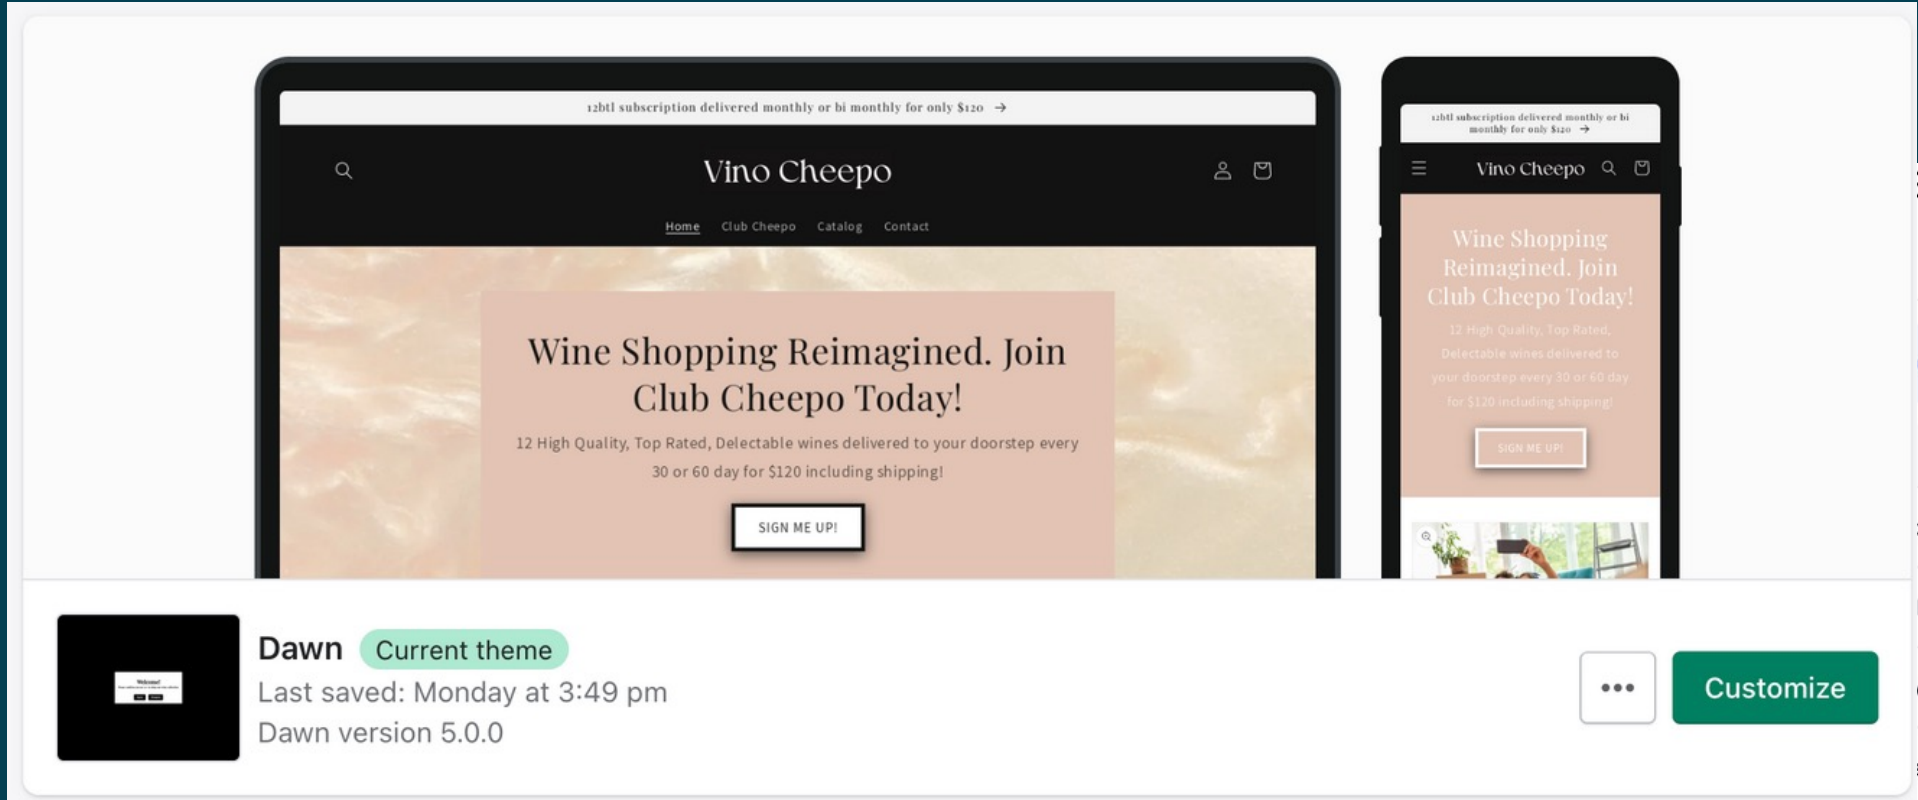 12btl subscription delivered monthly or bi monthly for only $120 →
Vino Cheepo
Home Club Cheepo Catalog Contact
Wine Shopping Reimagined. Join
Club Cheepo Today!
12 High Quality, Top Rated, Delectable wines delivered to your doorstep every
30 or 60 day for $120 including shipping!
SIGN ME UP!
12btl subscription delivered monthly or bi
monthly for only $120 →
Vino Cheepo
Wine Shopping
Reimagined. Join
Club Cheepo Today!
12 High Quality, Top Rated,
Delectable wines delivered to
your doorstep every 30 or 60 day
for $120 including shipping!
SIGN ME UP!
Welcome!
Dawn Current theme
Last saved: Monday at 3:49 pm
Dawn version 5.0.0
Customize